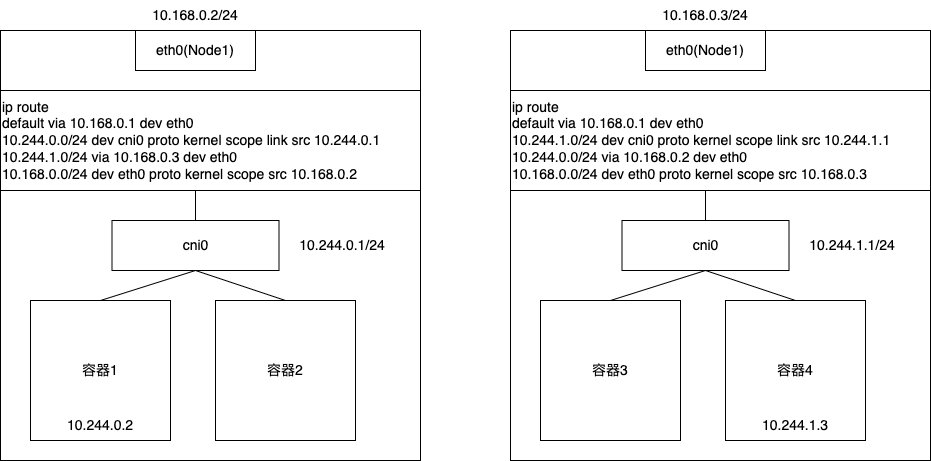 10.168.0.2/24
eth0(Node1)
ip route
default via 10.168.0.1 dev eth0
10.244.0.0/24 dev cni0 proto kernel scope link src 10.244.0.1
10.244.1.0/24 via 10.168.0.3 dev eth0
10.168.0.0/24 dev eth0 proto kernel scope src 10.168.0.2
cni0
10.244.0.1/24
容器1
10.244.0.2
容器2
10.168.0.3/24
eth0(Node1)
ip route
default via 10.168.0.1 dev eth0
10.244.1.0/24 dev cni0 proto kernel scope link src 10.244.1.1
10.244.0.0/24 via 10.168.0.2 dev eth0
10.168.0.0/24 dev eth0 proto kernel scope src 10.168.0.3
cni0
10.244.1.1/24
容器3
容器4
10.244.1.3